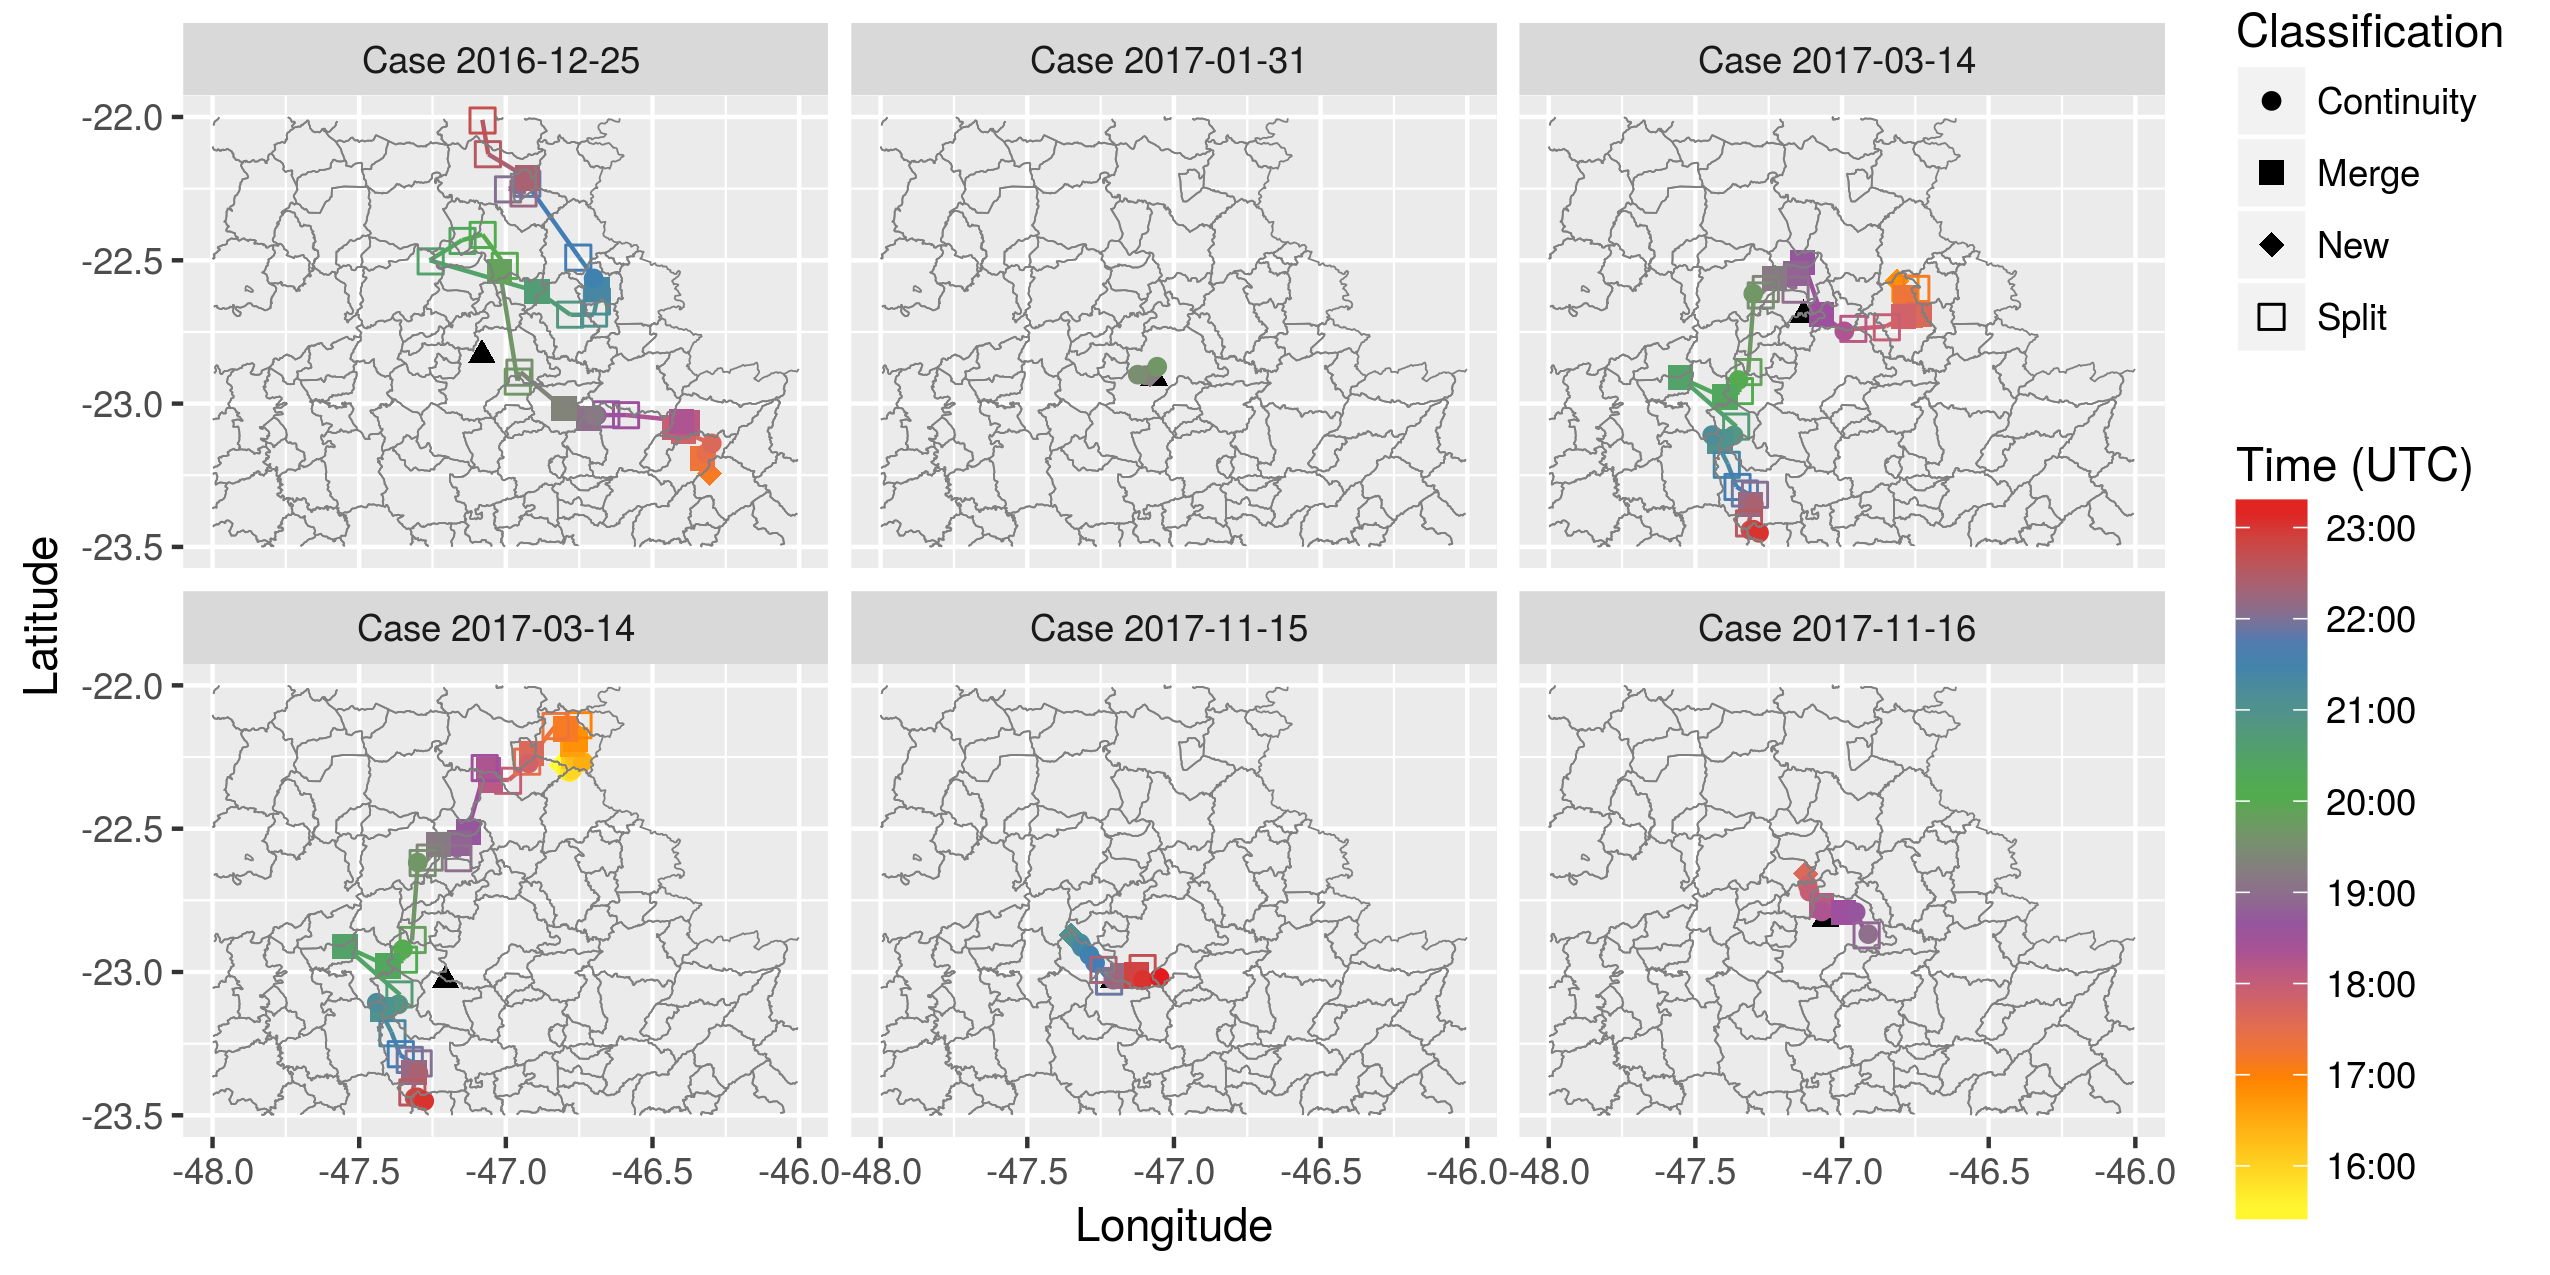 Case 2016-12-25
Case 2017-01-31
Case 2017-03-14
Classification
Continuity
Merge
New
Split
-22.0
-22.5
-23.0
-23.5
Latitude
Case 2017-03-14
Case 2017-11-15
Case 2017-11-16
-22.0
-22.5
-23.0
-23.5
Time (UTC)
23:00
22:00
21:00
20:00
19:00
18:00
17:00
16:00
-48.0 -47.5 -47.0 -46.5 -46.0
-48.0 -47.5 -47.0 -46.5 -46.0
-48.0 -47.5 -47.0 -46.5 -46.0
Longitude